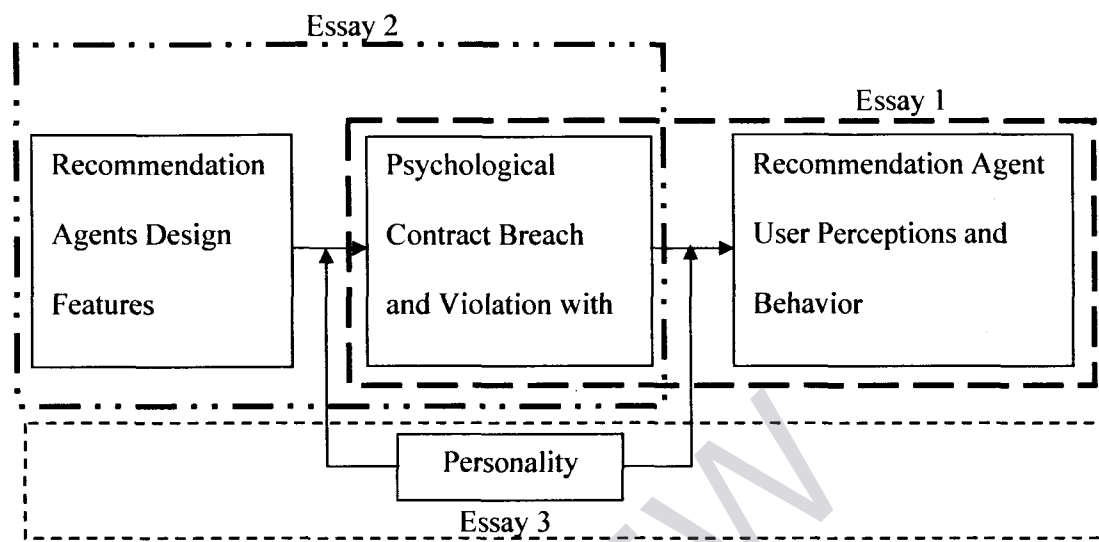 Essay 2
Essay 1
Recommendation
Agents Design
Features
Psychological
Contract Breach
and Violation with
Recommendation Agent
User Perceptions and
Behavior
Personality
Essay 3